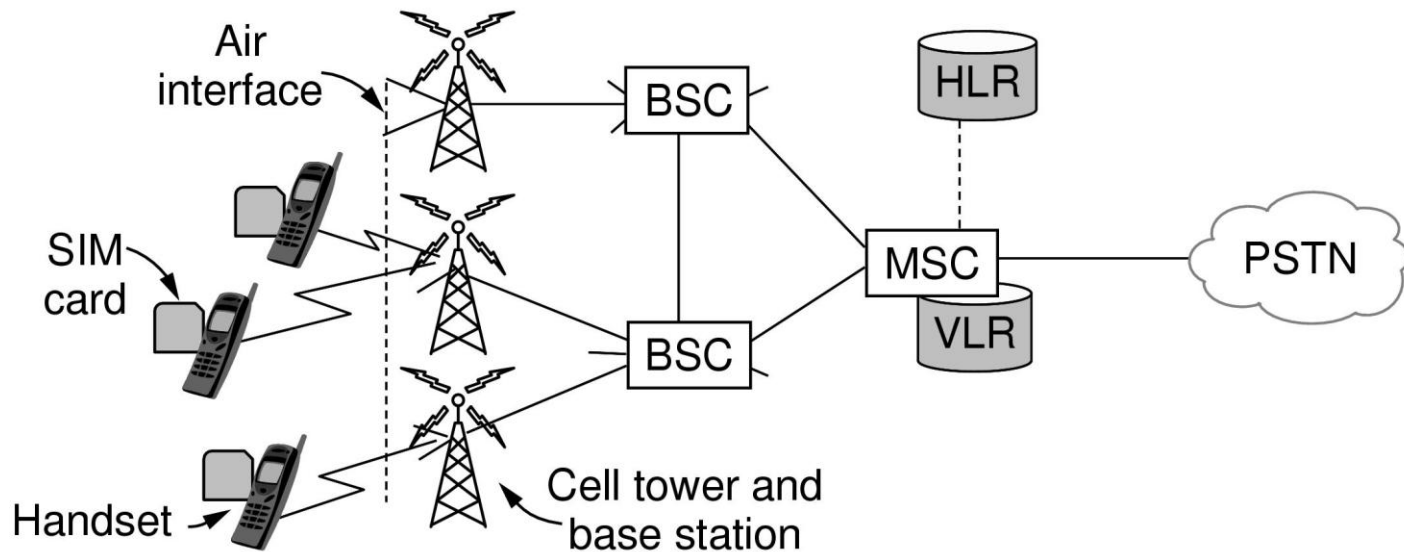 Air
interface
BSC
HLR
SIM
card
MSC
PSTN
VLR
BSC
Handset
Cell tower and
base station